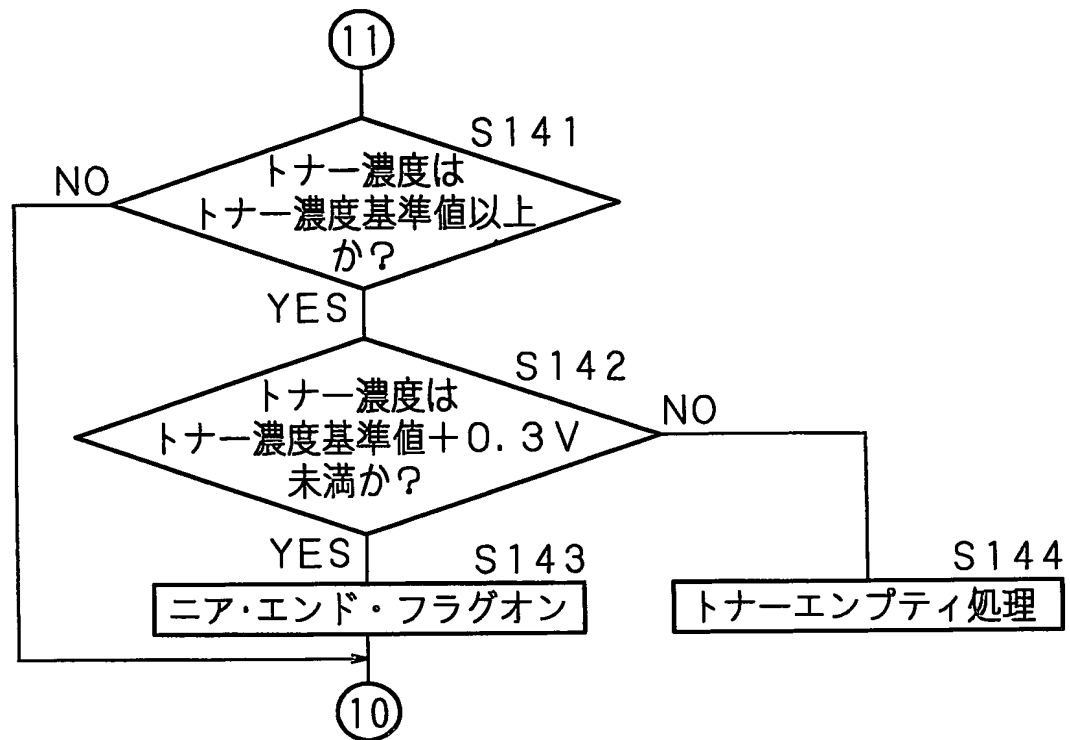 11
S141
トナー濃度は
トナー濃度基準値以上
か?
NO
YES
S142
トナー濃度は
トナー濃度基準値+0.3V
未満か?
NO
YES
S143
ニア・エンド・フラグオン
S144
トナーエンプティ処理
10